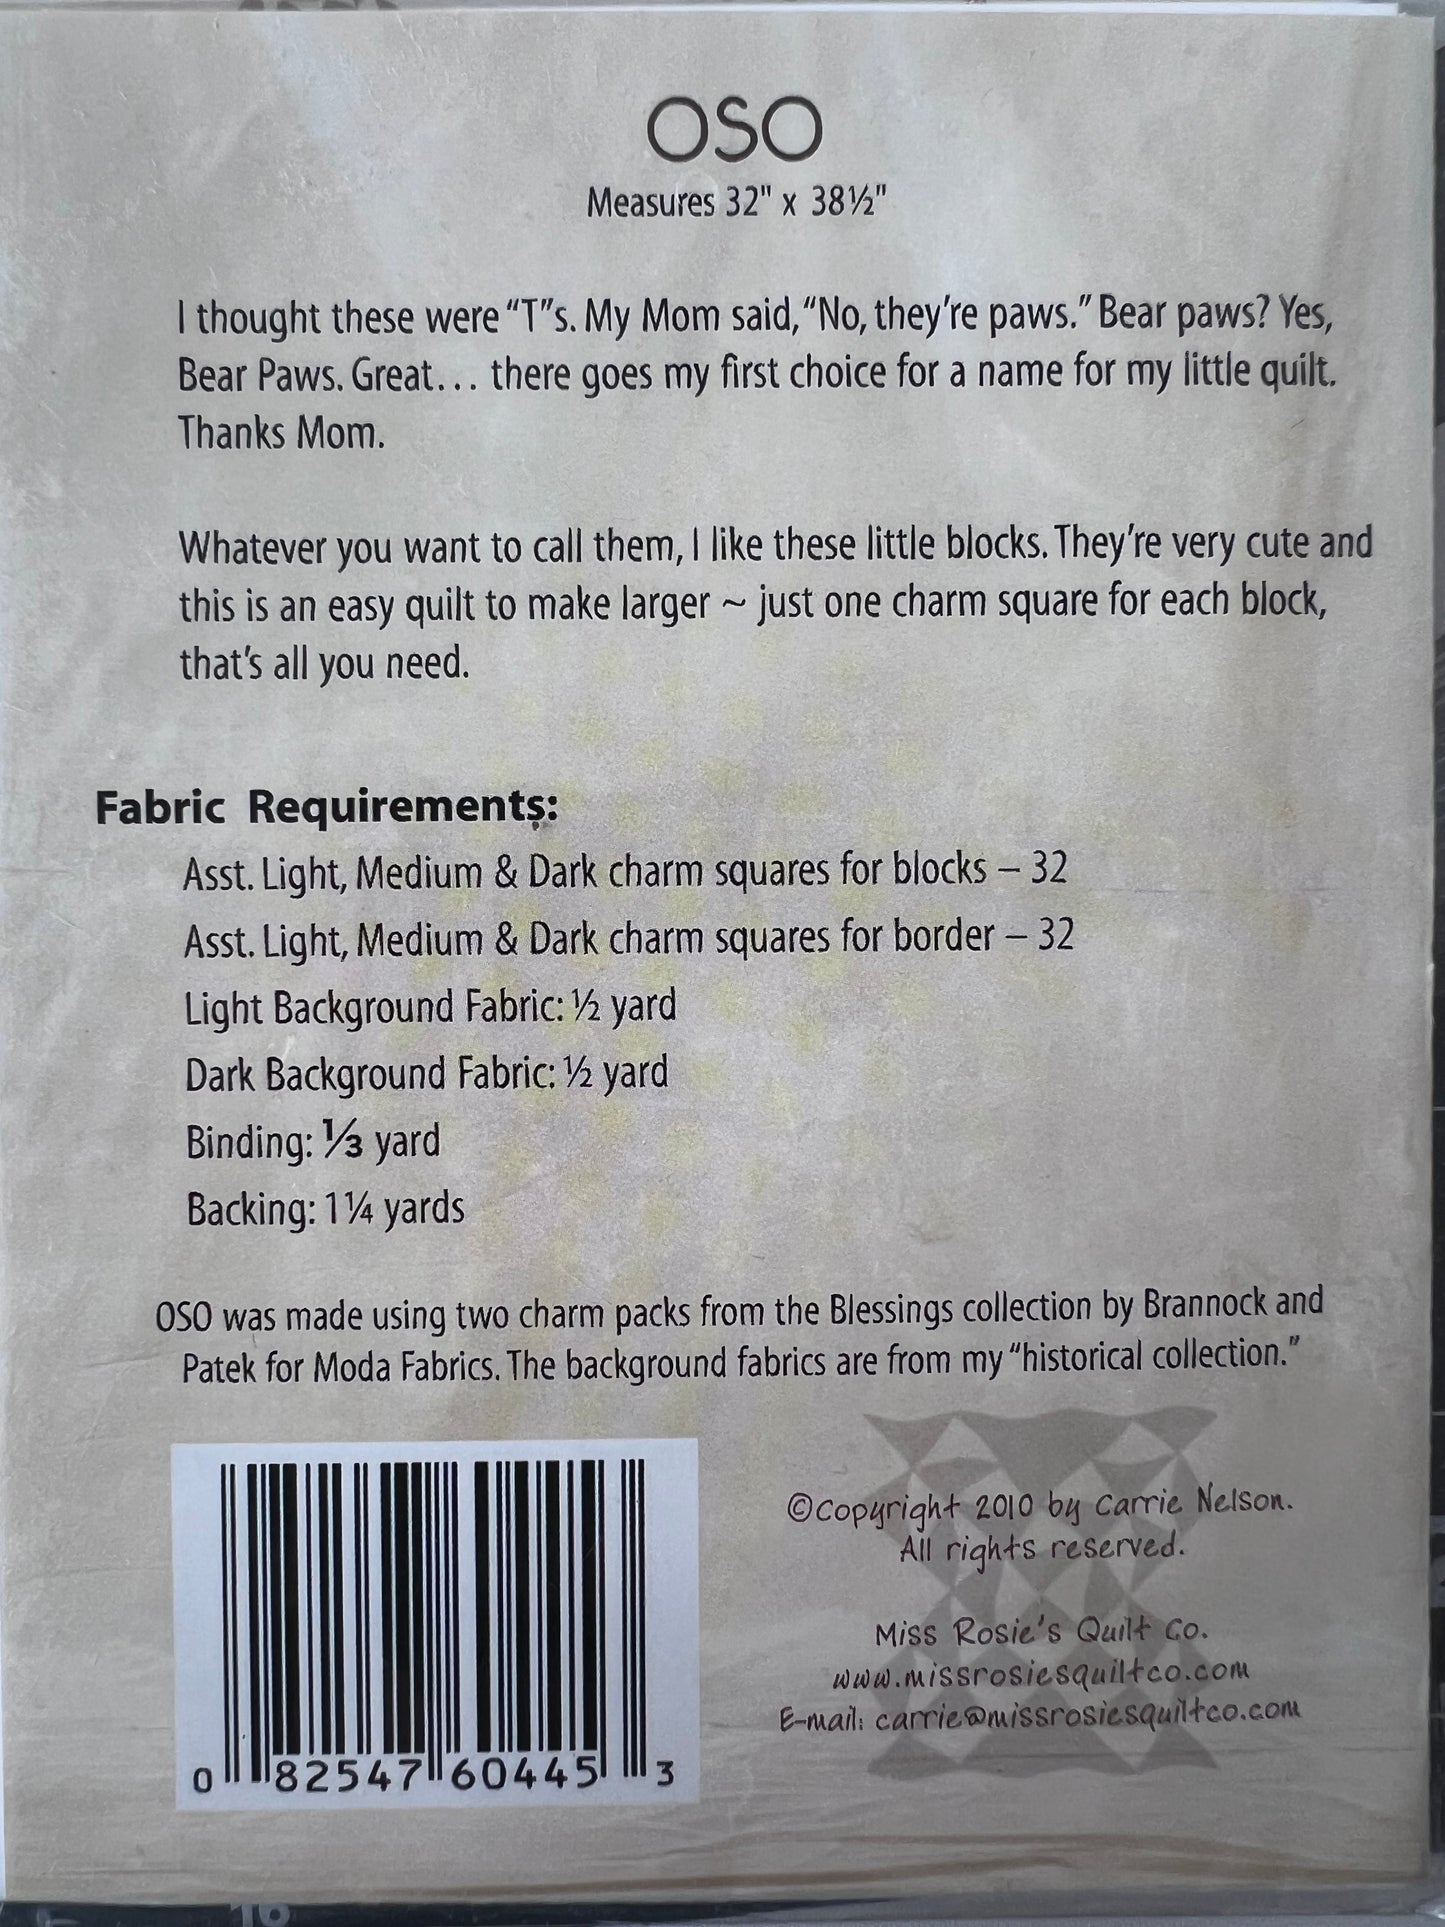 OSO
Measures 32" x 38½"
I thought these were “T”s. My Mom said, “No, they’re paws.” Bear paws? Yes,
Bear Paws. Great… there goes my first choice for a name for my little quilt.
Thanks Mom.
Whatever you want to call them, I like these little blocks. They’re very cute and
this is an easy quilt to make larger ~ just one charm square for each block,
that’s all you need.
Fabric Requirements:
Asst. Light, Medium & Dark charm squares for blocks – 32
Asst. Light, Medium & Dark charm squares for border – 32
Light Background Fabric: ½ yard
Dark Background Fabric: ½ yard
Binding: ⅓ yard
Backing: 1¼ yards
OSO was made using two charm packs from the Blessings collection by Brannock and
Patek for Moda Fabrics. The background fabrics are from my “historical collection.”
©Copyright 2010 by Carrie Nelson.
All rights reserved.
Miss Rosie's Quilt Co.
www.missrosiesquiltco.com
E-mail: carrie@missrosiesquiltco.com
0 82547 60445 3
16